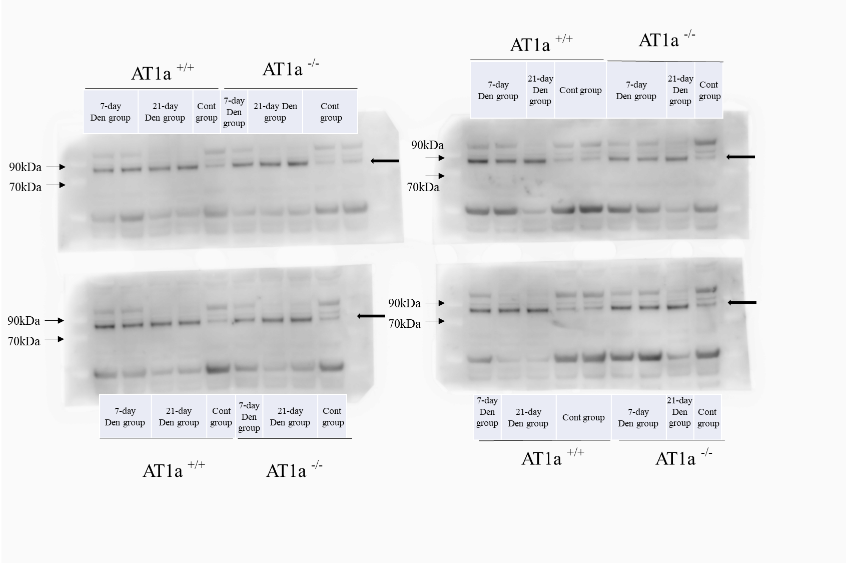 AT1a +/+
AT1a -/-
7-day
Den group
21-day
Den group
Cont
group
7-day
Den
group
21-day Den
group
Cont
group
90kDa
70kDa
AT1a +/+
AT1a -/-
7-day
Den group
21-day
Den
group
Cont group
7-day
Den group
21-day
Den
group
Cont
group
90kDa
70kDa
90kDa
70kDa
7-day
Den group
21-day
Den group
Cont
group
7-day
Den
group
21-day
Den group
Cont
group
AT1a +/+
AT1a -/-
90kDa
70kDa
7-day
Den
group
21-day
Den group
Cont group
7-day
Den group
21-day
Den
group
Cont
group
AT1a +/+
AT1a -/-